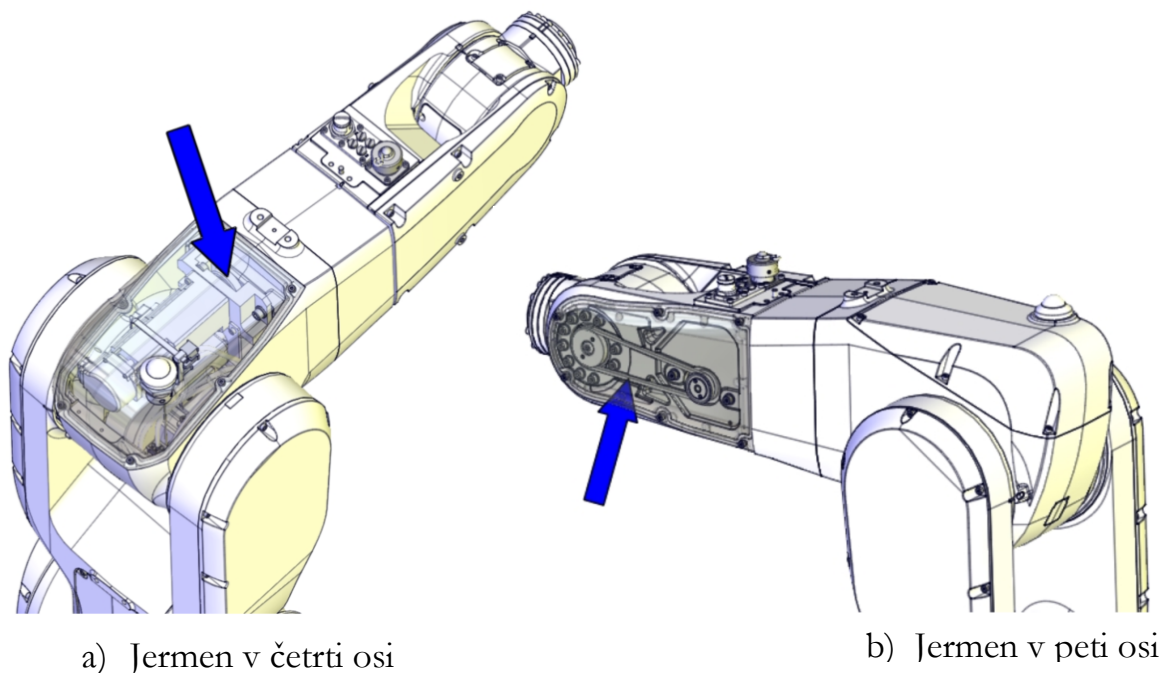 a) Jermen v četrti osi
b) Jermen v peti osi